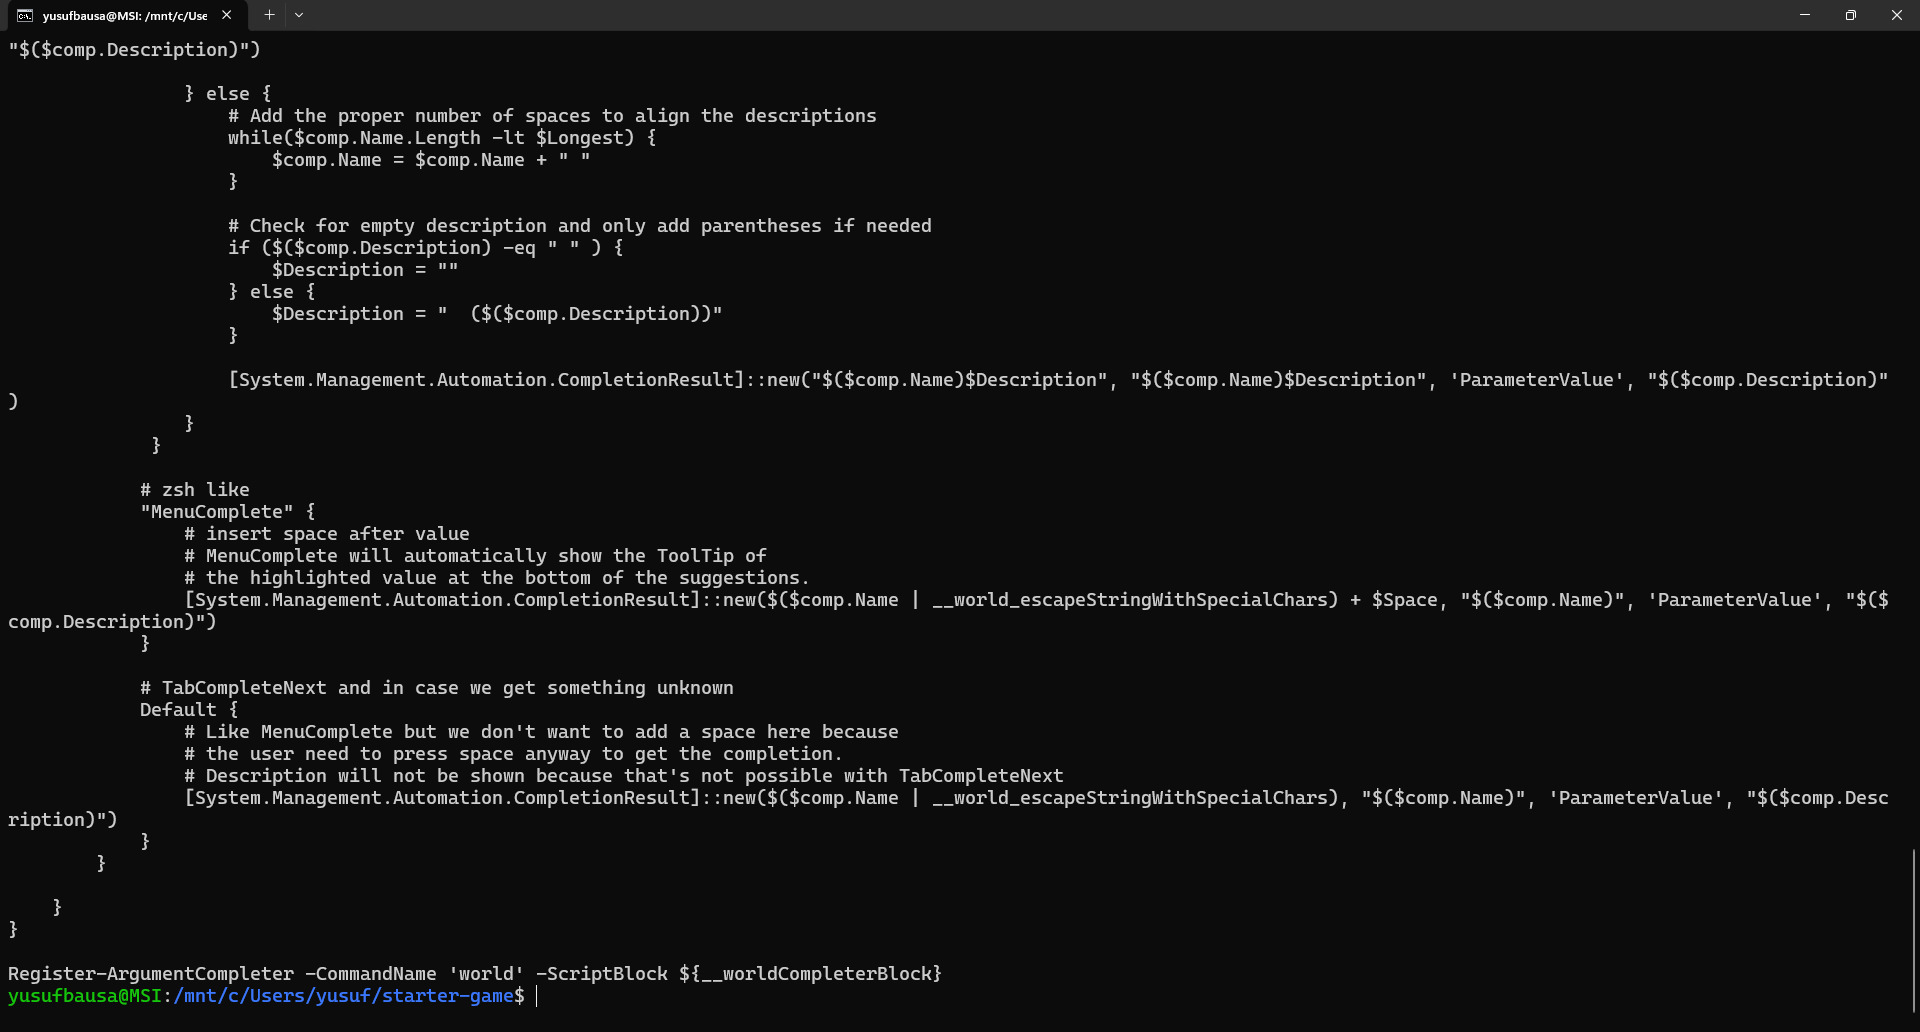 yusufbausa@MSI: /mnt/c/Use
"$($comp.Description)")
} else {
# Add the proper number of spaces to align the descriptions
while($comp.Name.Length -lt $Longest) {
$comp.Name = $comp.Name + " "
}
# Check for empty description and only add parentheses if needed
if ($($comp.Description) -eq " " ) {
$Description = ""
} else {
$Description = "  ($($comp.Description))"
}
[System.Management.Automation.CompletionResult]::new("$($comp.Name)$Description", "$($comp.Name)$Description", 'ParameterValue', "$($comp.Description)"
)
}
}
# zsh like
"MenuComplete" {
# insert space after value
# MenuComplete will automatically show the ToolTip of
# the highlighted value at the bottom of the suggestions.
[System.Management.Automation.CompletionResult]::new($($comp.Name | __world_escapeStringWithSpecialChars) + $Space, "$($comp.Name)", 'ParameterValue', "$($
comp.Description)")
}
# TabCompleteNext and in case we get something unknown
Default {
# Like MenuComplete but we don't want to add a space here because
# the user need to press space anyway to get the completion.
# Description will not be shown because that's not possible with TabCompleteNext
[System.Management.Automation.CompletionResult]::new($($comp.Name | __world_escapeStringWithSpecialChars), "$($comp.Name)", 'ParameterValue', "$($comp.Desc
ription)")
}
}
}
}
Register-ArgumentCompleter -CommandName 'world' -ScriptBlock ${__worldCompleterBlock}
yusufbausa@MSI:/mnt/c/Users/yusuf/starter-game$